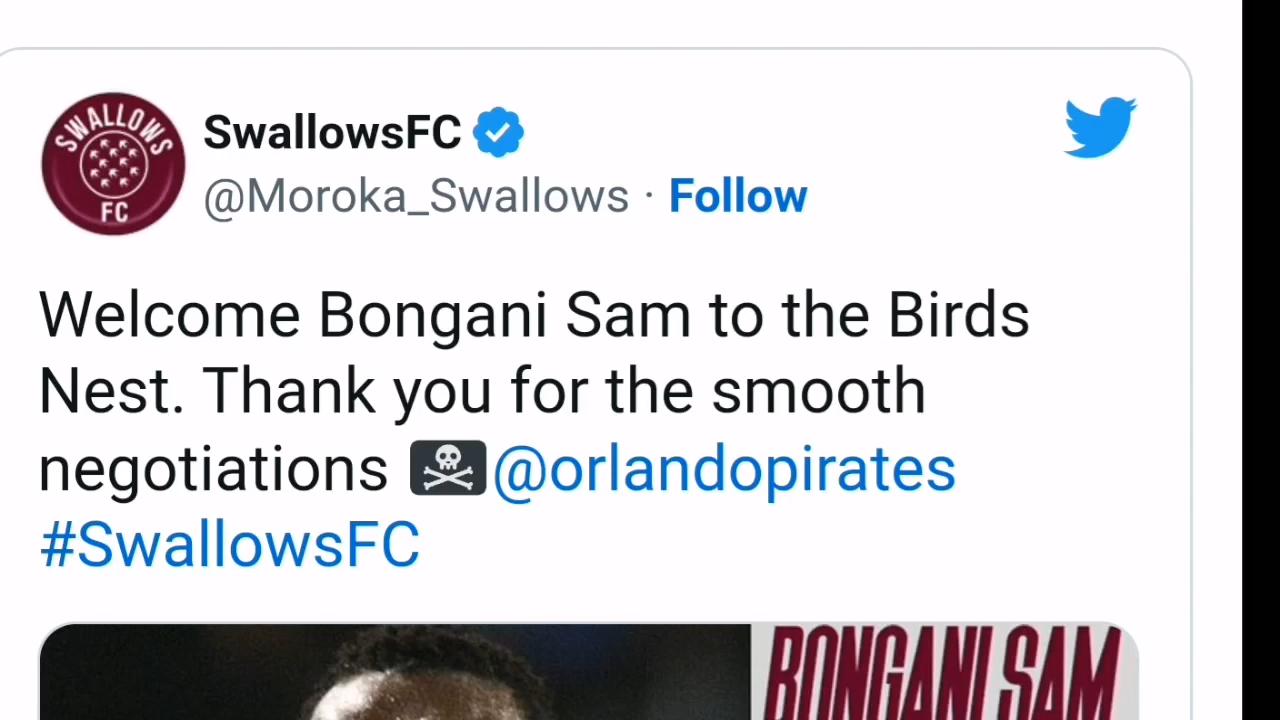 SWALLOWS
FC
SwallowsFC
@Moroka_Swallows · Follow
Welcome Bongani Sam to the Birds
Nest. Thank you for the smooth
negotiations ☠@orlandopirates
#SwallowsFC
BONGANI SAM